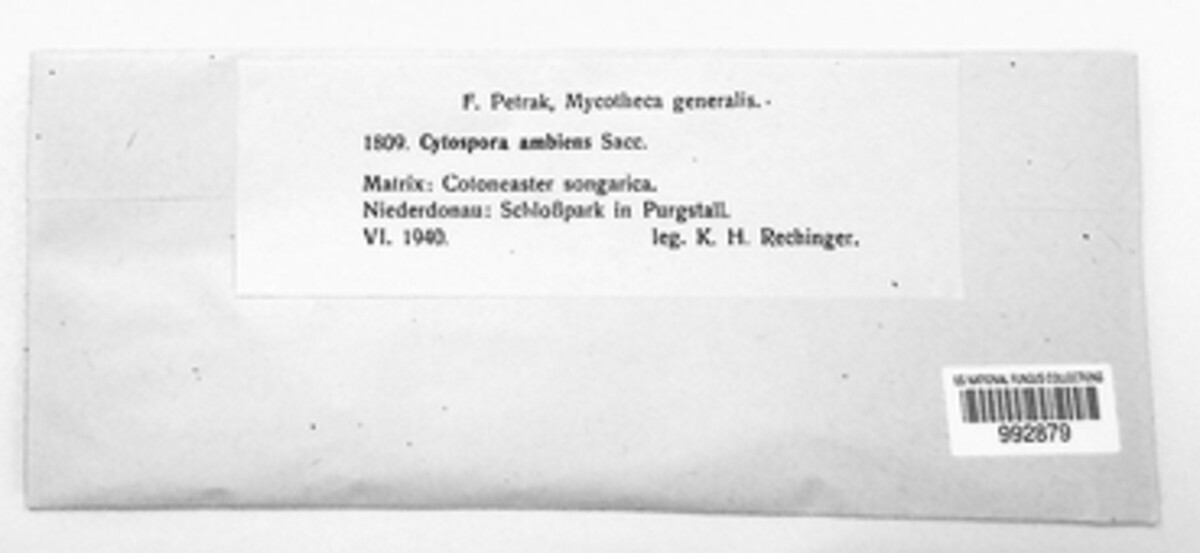 F. Petrak, Mycotheca generalis.
1809. Cytospora ambiens Sacc.
Matrix: Cotoneaster songarica.
Niederdonau: Schloßpark in Purgstall.
VI. 1940. leg. K. H. Rechinger.
US NATIONAL FUNGUS COLLECTIONS
992879